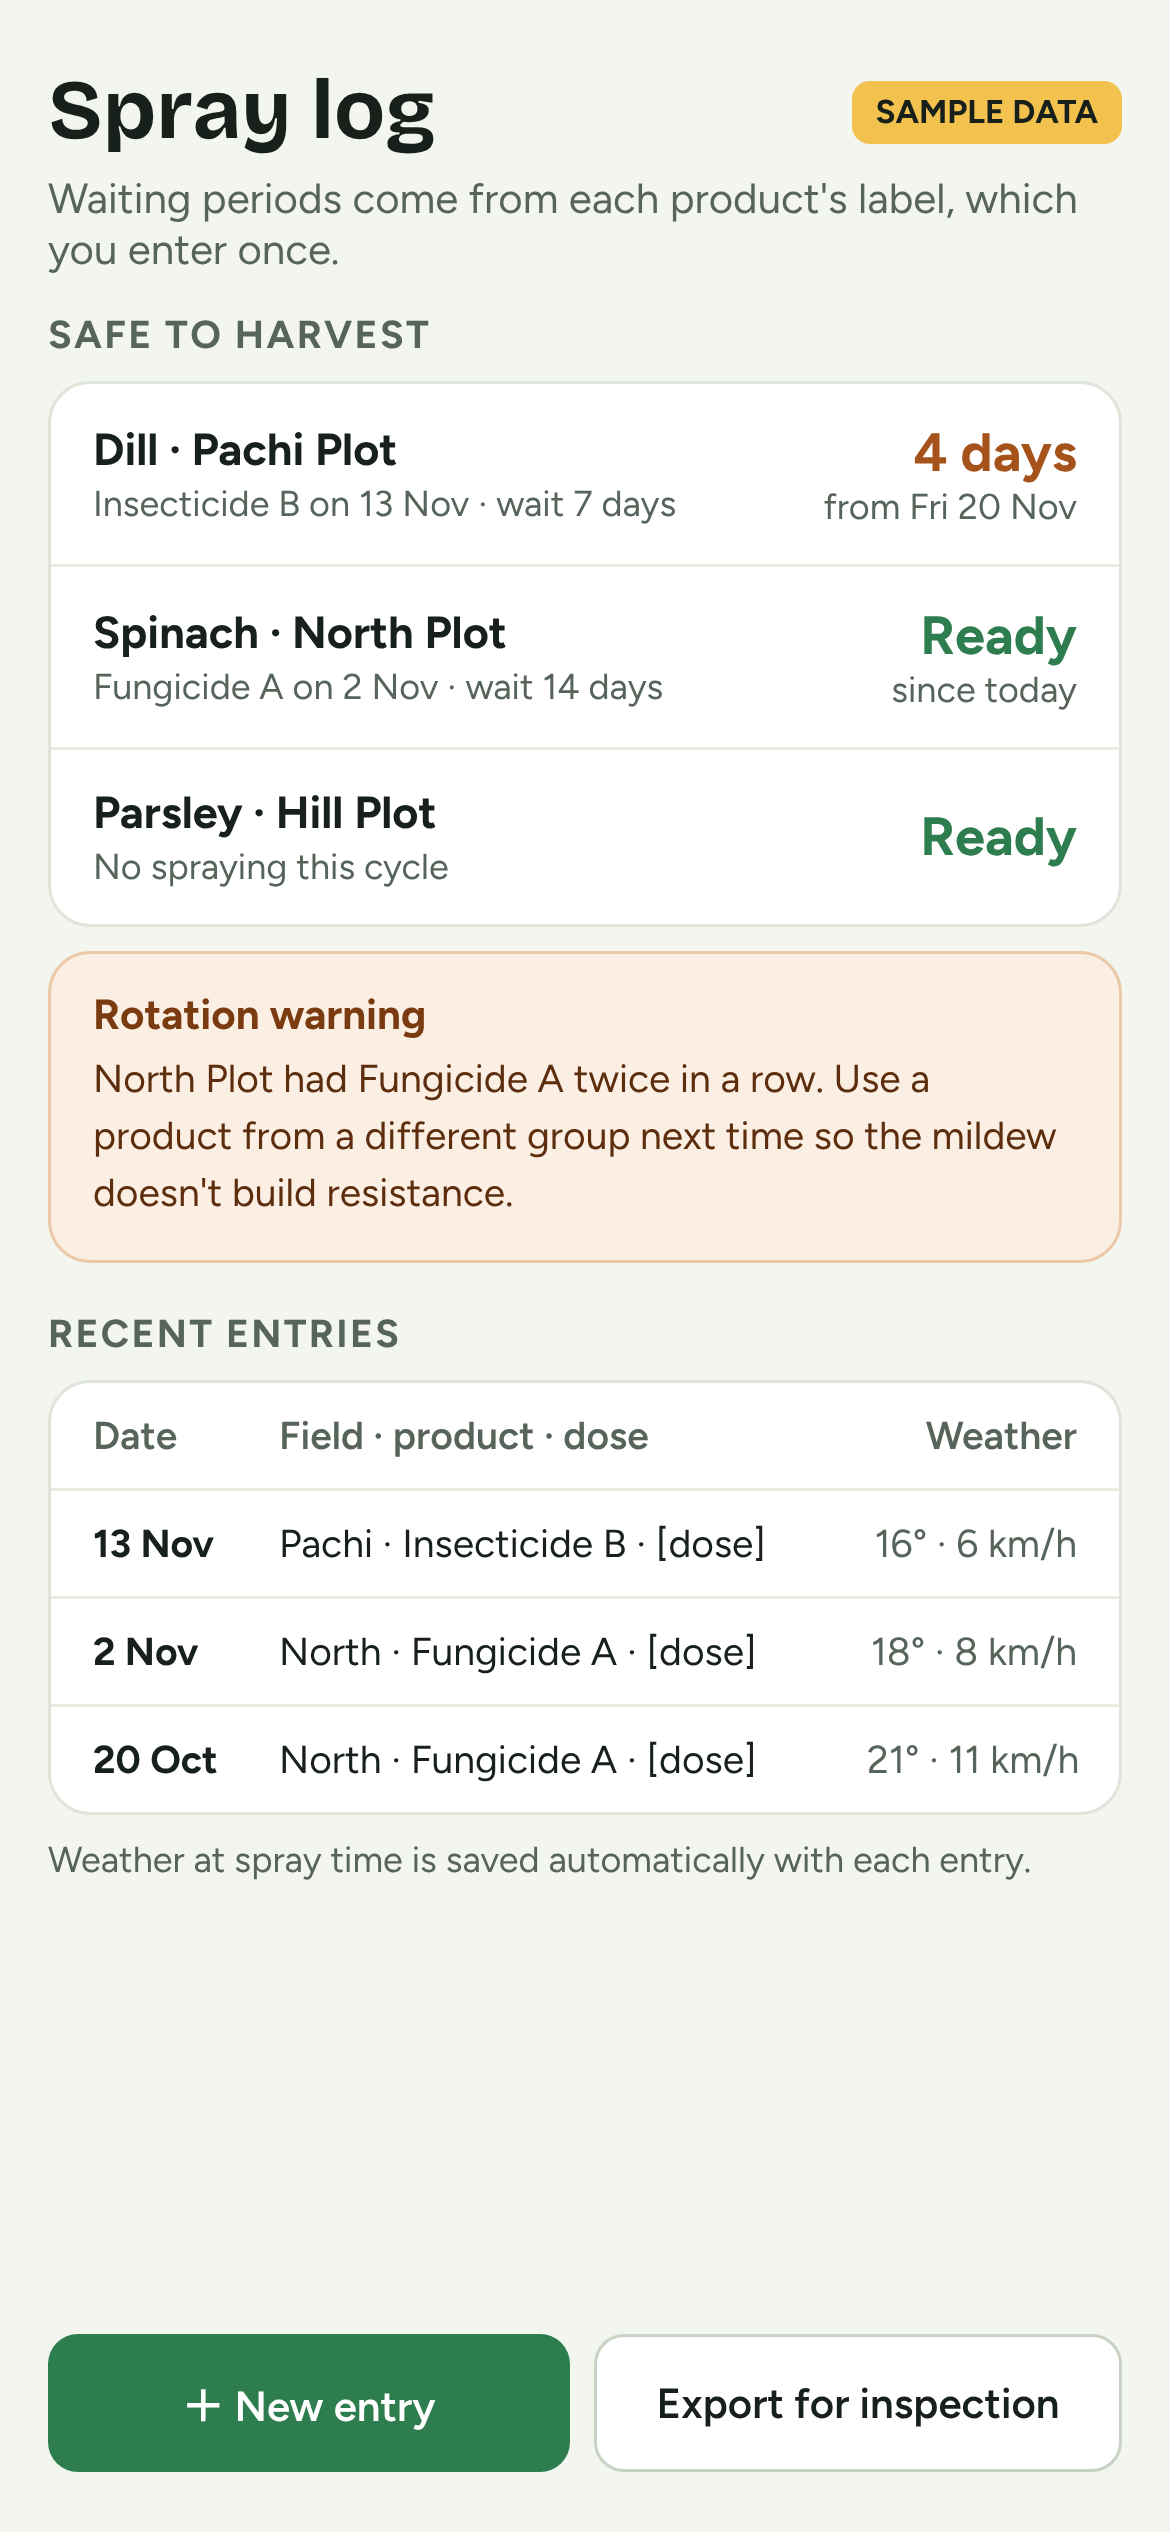 Spray log
SAMPLE DATA
Waiting periods come from each product's label, which
you enter once.
SAFE TO HARVEST
Dill · Pachi Plot
Insecticide B on 13 Nov · wait 7 days
4 days
from Fri 20 Nov
Spinach · North Plot
Fungicide A on 2 Nov · wait 14 days
Ready
since today
Parsley · Hill Plot
No spraying this cycle
Ready
Rotation warning
North Plot had Fungicide A twice in a row. Use a
product from a different group next time so the mildew
doesn't build resistance.
RECENT ENTRIES
Date Field · product · dose Weather
13 Nov Pachi · Insecticide B · [dose] 16° · 6 km/h
2 Nov North · Fungicide A · [dose] 18° · 8 km/h
20 Oct North · Fungicide A · [dose] 21° · 11 km/h
Weather at spray time is saved automatically with each entry.
+ New entry
Export for inspection